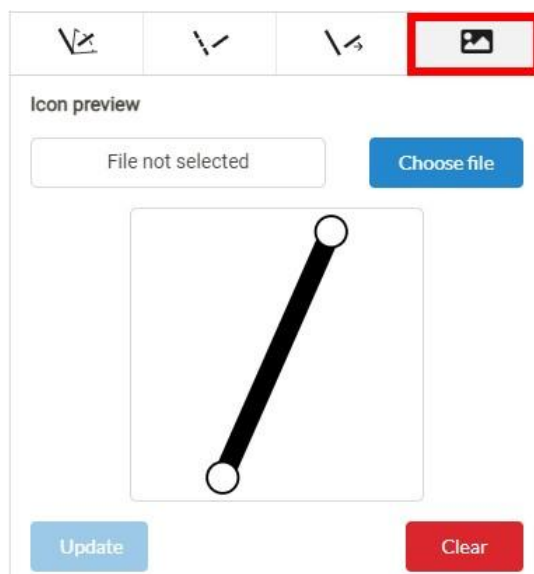 Icon preview
File not selected
Choose file
Update
Clear